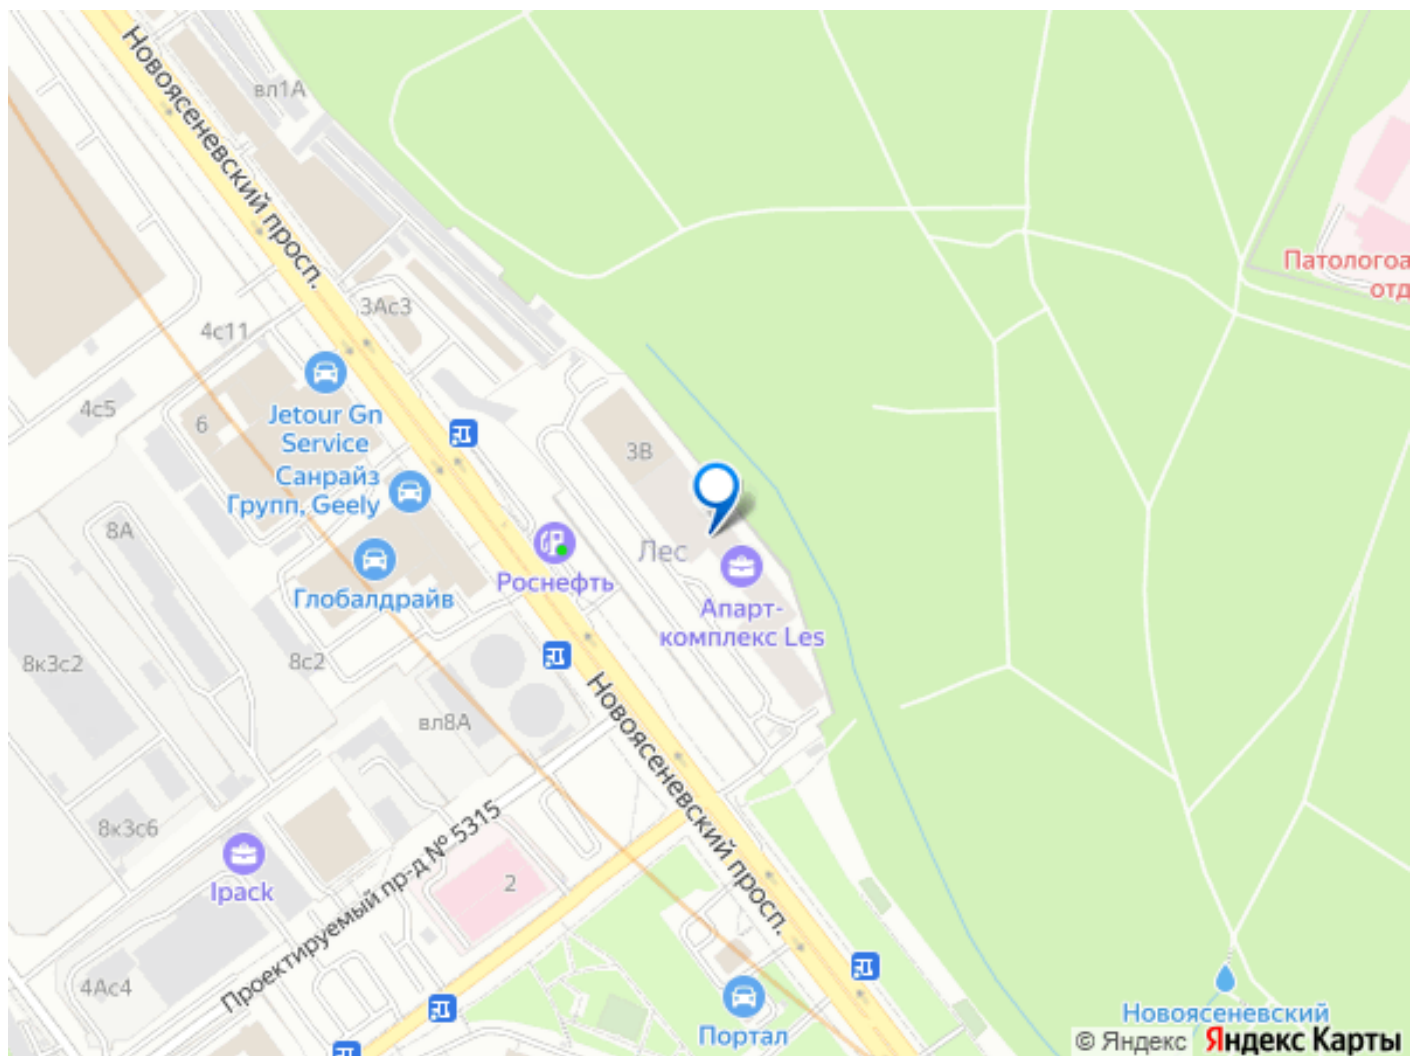 Новоясеневский просп.
вл1А
Патологоа
отд
3Ас3
4с11
Jetour Gn
Service
4с5
6
3В
Санрайз
Групп, Geely
8А
Лес
Роснефть
Глобалдрайв
Апарт-
комплекс Les
8к3с2
8с2
Новоясеневский просп.
вл8А
8к3с6
Проектируемый пр-д № 5315
Ipack
2
4Ас4
Портал
Новоясеневский
© Яндекс Яндекс Карты